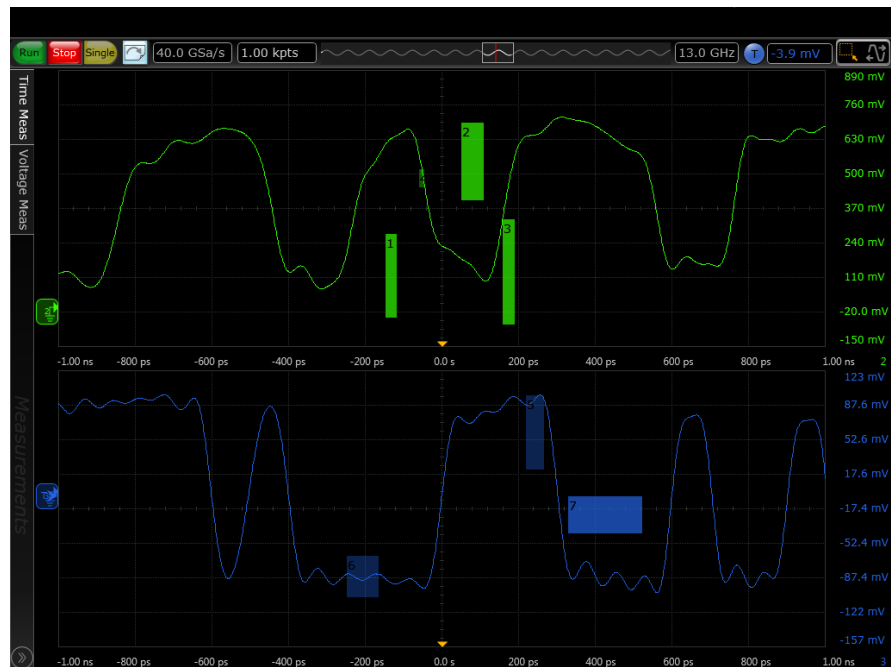 Run Stop Single 40.0 GSa/s 1.00 kpts 13.0 GHz T -3.9 mV
Time Meas
Voltage Meas
Measurements
890 mV
760 mV
630 mV
500 mV
370 mV
240 mV
110 mV
-20.0 mV
-150 mV
2
1
3
2
-1.00 ns -800 ps -600 ps -400 ps -200 ps 0.0 s 200 ps 400 ps 600 ps 800 ps 1.00 ns 2
123 mV
87.6 mV
52.6 mV
17.6 mV
-17.4 mV
-52.4 mV
-87.4 mV
-122 mV
-157 mV
5
7
6
-1.00 ns -800 ps -600 ps -400 ps -200 ps 0.0 s 200 ps 400 ps 600 ps 800 ps 1.00 ns 3